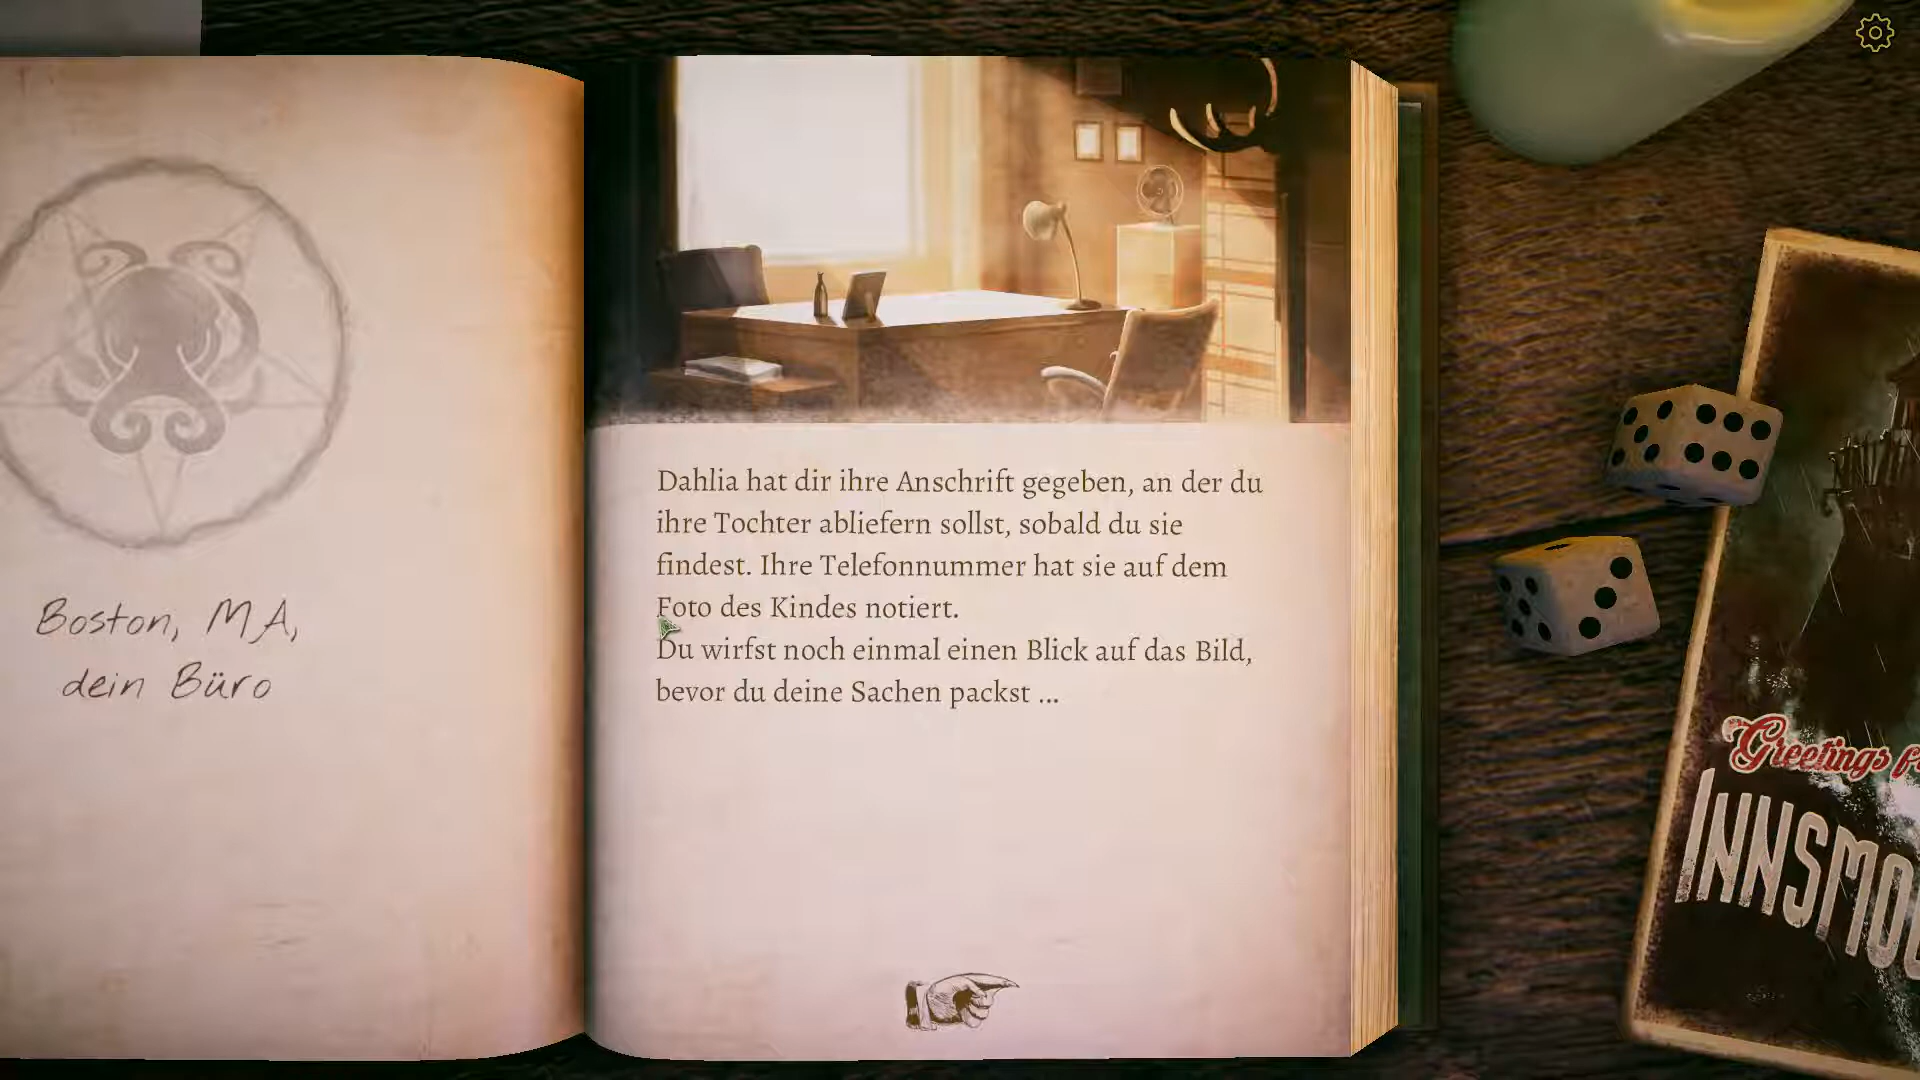 Boston, MA,
dein Büro
Dahlia hat dir ihre Anschrift gegeben, an der du
ihre Tochter abliefern sollst, sobald du sie
findest. Ihre Telefonnummer hat sie auf dem
Foto des Kindes notiert.
Du wirfst noch einmal einen Blick auf das Bild,
bevor du deine Sachen packst ...
Greetings